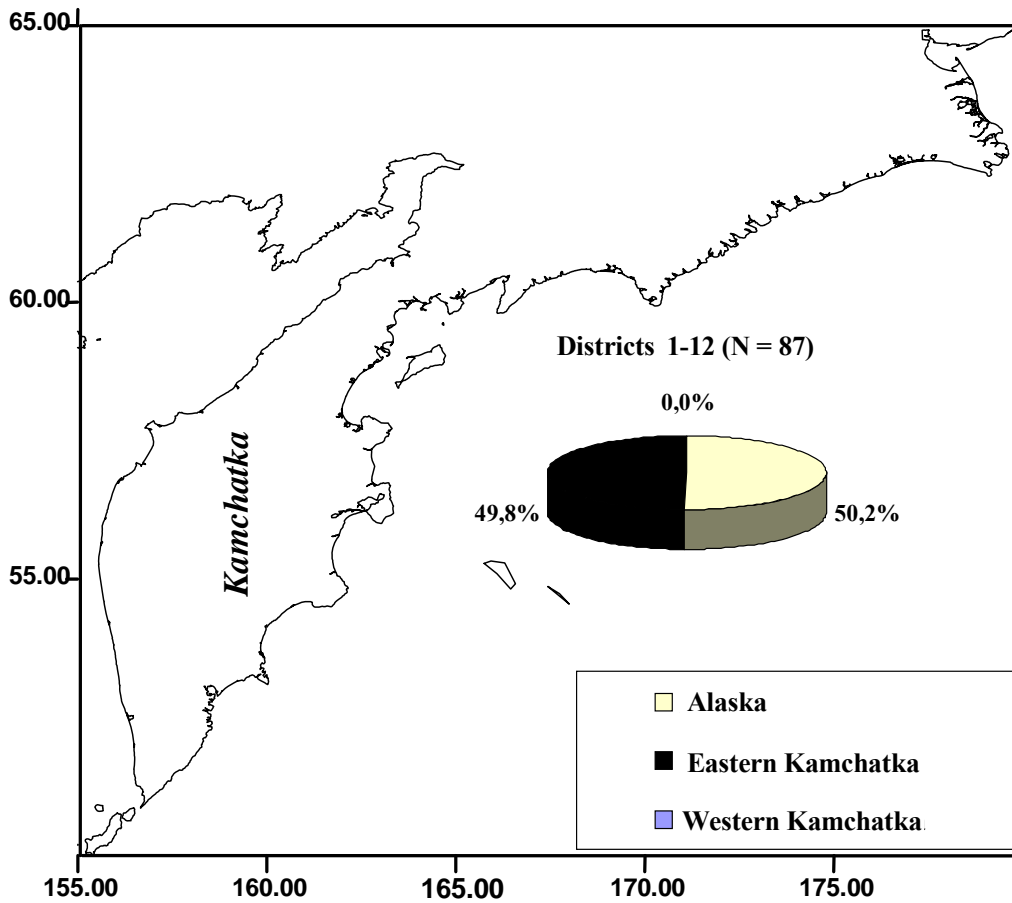 65.00
60.00
Districts 1-12 (N = 87)
0,0%
Kamchatka
49,8%
50,2%
55.00
Alaska
Eastern Kamchatka
Western Kamchatka
155.00
160.00
165.00
170.00
175.00